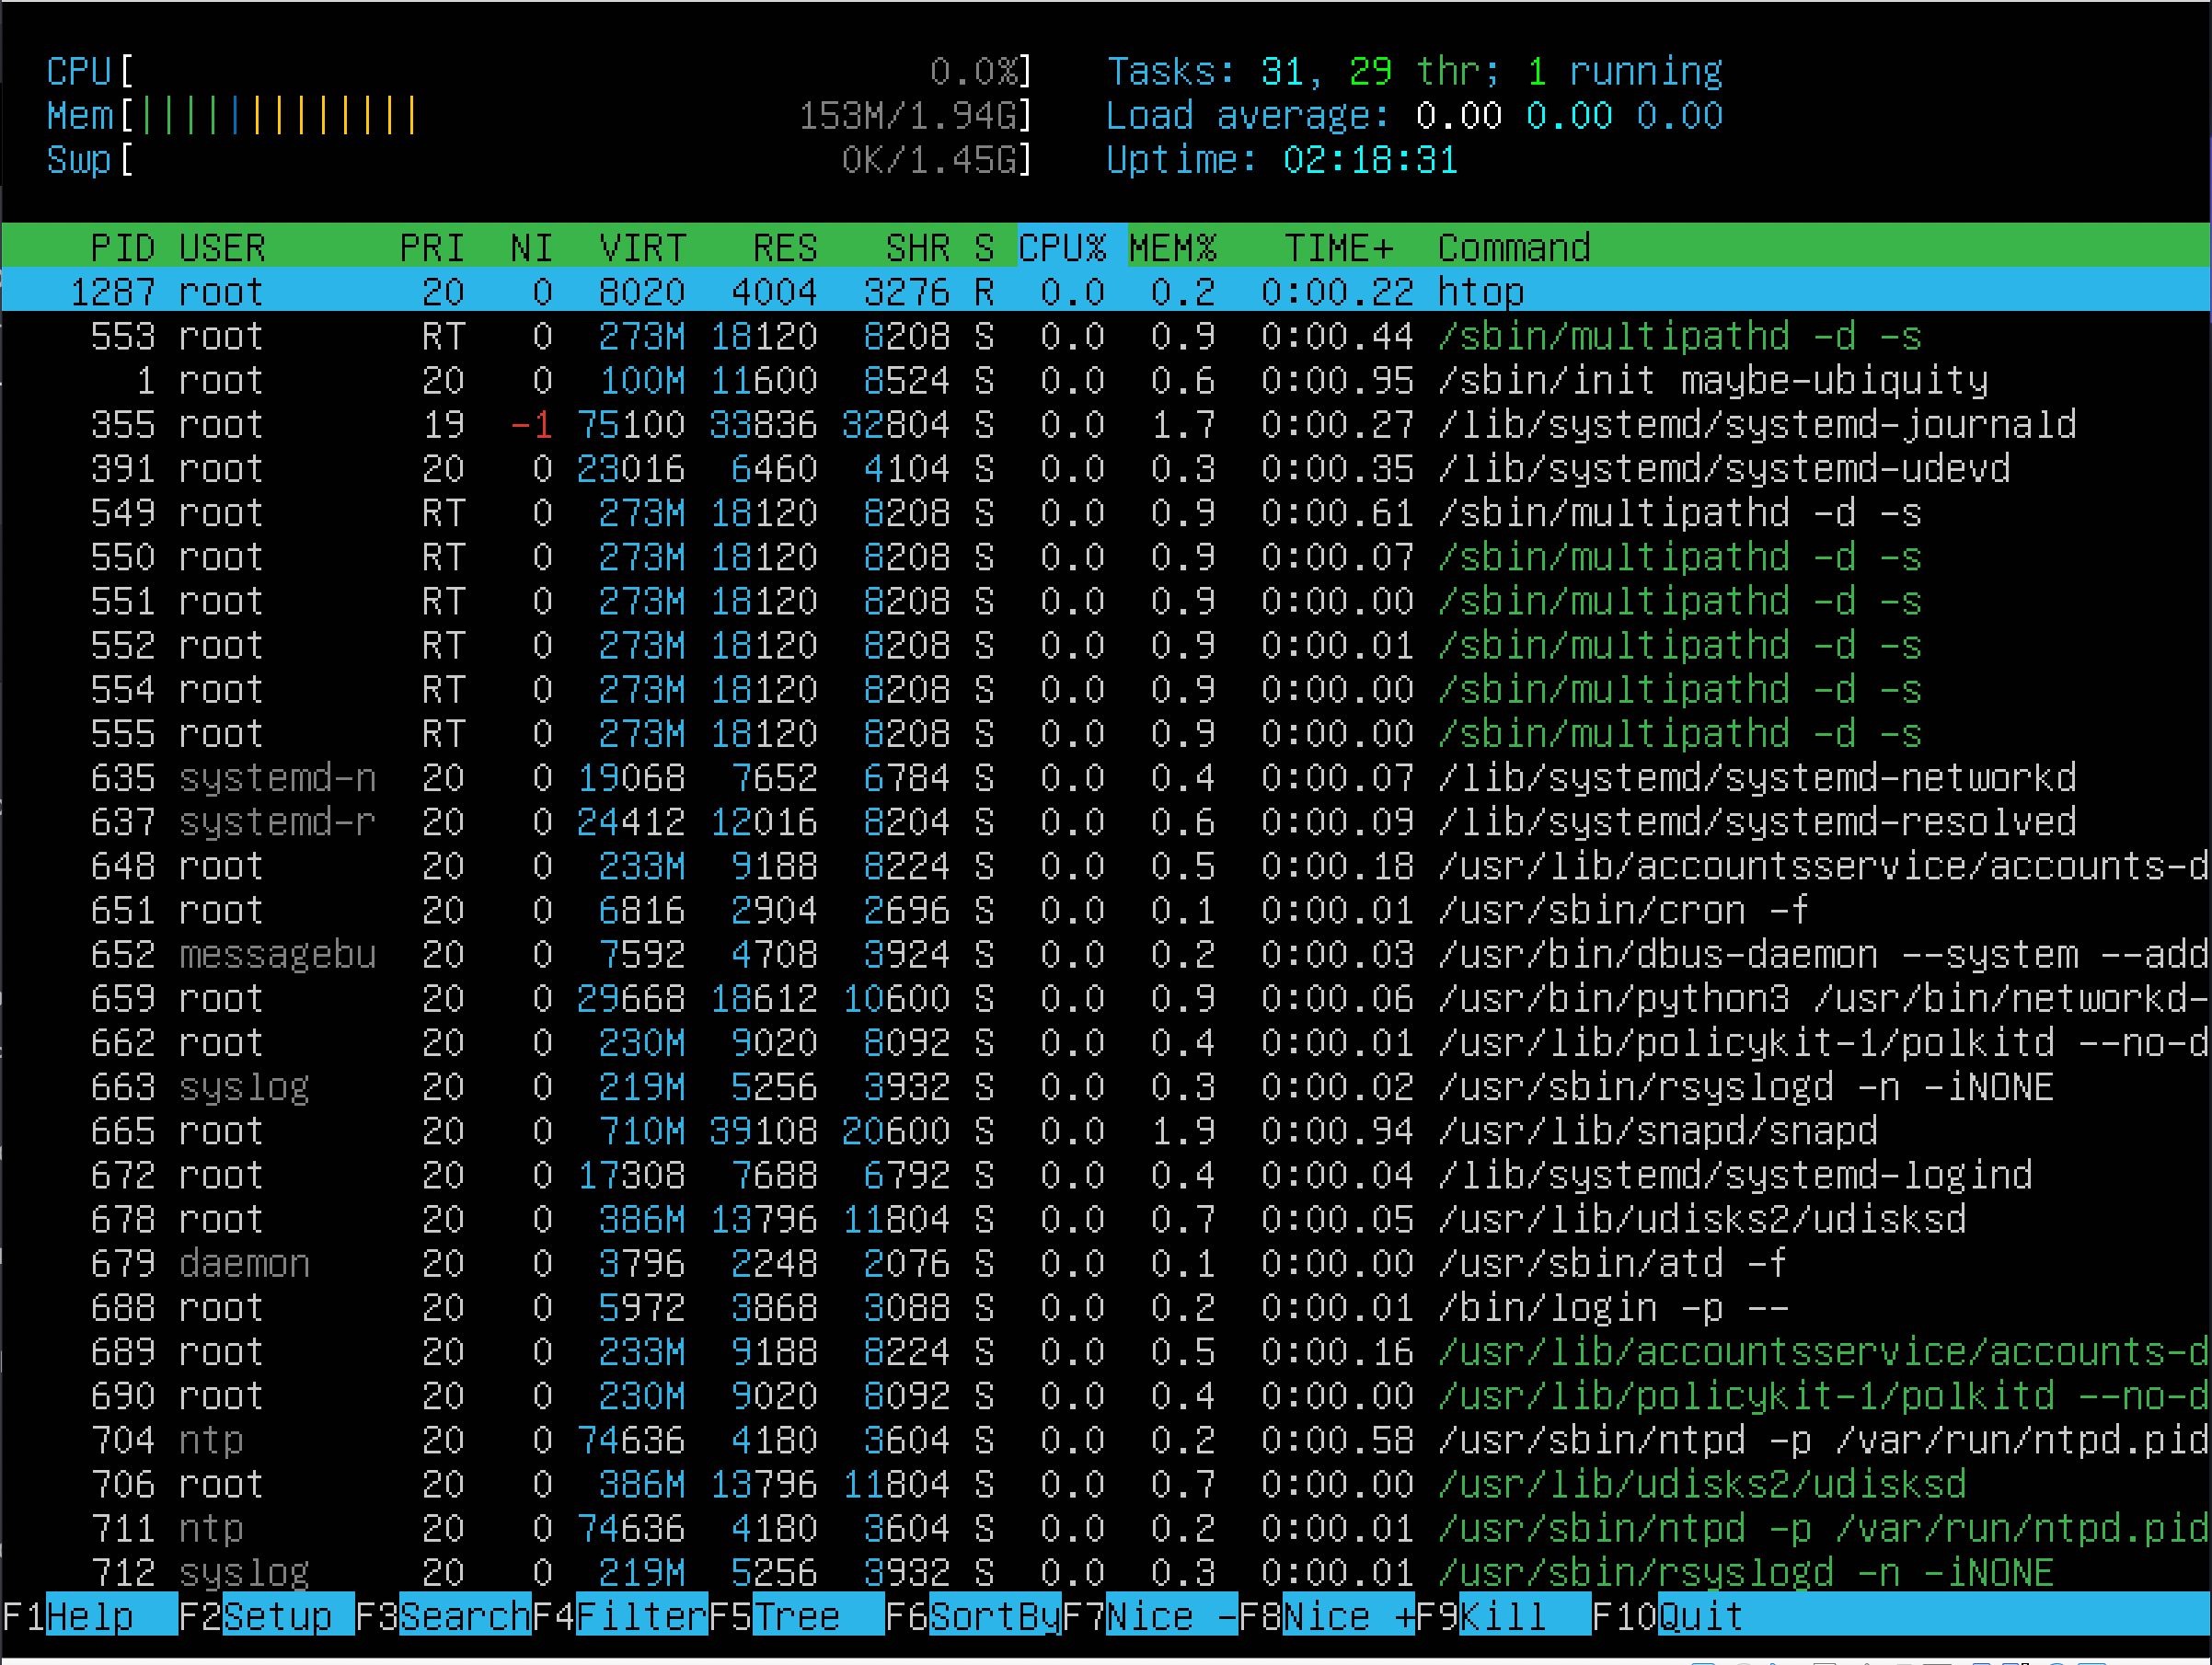 CPU[ 0.0%] Tasks: 31, 29 thr; 1 running
Mem[||||||||||||| 153M/1.94G] Load average: 0.00 0.00 0.00
Swp[ 0K/1.45G] Uptime: 02:18:31
PID USER PRI NI VIRT RES SHR S CPU% MEM% TIME+ Command
1287 root 20 0 8020 4004 3276 R 0.0 0.2 0:00.22 htop
553 root RT 0 273M 18120 8208 S 0.0 0.9 0:00.44 /sbin/multipathd -d -s
1 root 20 0 100M 11600 8524 S 0.0 0.6 0:00.95 /sbin/init maybe-ubiquity
355 root 19 -1 75100 33836 32804 S 0.0 1.7 0:00.27 /lib/systemd/systemd-journald
391 root 20 0 23016 6460 4104 S 0.0 0.3 0:00.35 /lib/systemd/systemd-udevd
549 root RT 0 273M 18120 8208 S 0.0 0.9 0:00.61 /sbin/multipathd -d -s
550 root RT 0 273M 18120 8208 S 0.0 0.9 0:00.07 /sbin/multipathd -d -s
551 root RT 0 273M 18120 8208 S 0.0 0.9 0:00.00 /sbin/multipathd -d -s
552 root RT 0 273M 18120 8208 S 0.0 0.9 0:00.01 /sbin/multipathd -d -s
554 root RT 0 273M 18120 8208 S 0.0 0.9 0:00.00 /sbin/multipathd -d -s
555 root RT 0 273M 18120 8208 S 0.0 0.9 0:00.00 /sbin/multipathd -d -s
635 systemd-n 20 0 19068 7652 6784 S 0.0 0.4 0:00.07 /lib/systemd/systemd-networkd
637 systemd-r 20 0 24412 12016 8204 S 0.0 0.6 0:00.09 /lib/systemd/systemd-resolved
648 root 20 0 233M 9188 8224 S 0.0 0.5 0:00.18 /usr/lib/accountsservice/accounts-d
651 root 20 0 6816 2904 2696 S 0.0 0.1 0:00.01 /usr/sbin/cron -f
652 messagebu 20 0 7592 4708 3924 S 0.0 0.2 0:00.03 /usr/bin/dbus-daemon --system --add
659 root 20 0 29668 18612 10600 S 0.0 0.9 0:00.06 /usr/bin/python3 /usr/bin/networkd-
662 root 20 0 230M 9020 8092 S 0.0 0.4 0:00.01 /usr/lib/policykit-1/polkitd --no-d
663 syslog 20 0 219M 5256 3932 S 0.0 0.3 0:00.02 /usr/sbin/rsyslogd -n -iNONE
665 root 20 0 710M 39108 20600 S 0.0 1.9 0:00.94 /usr/lib/snapd/snapd
672 root 20 0 17308 7688 6792 S 0.0 0.4 0:00.04 /lib/systemd/systemd-logind
678 root 20 0 386M 13796 11804 S 0.0 0.7 0:00.05 /usr/lib/udisks2/udisksd
679 daemon 20 0 3796 2248 2076 S 0.0 0.1 0:00.00 /usr/sbin/atd -f
688 root 20 0 5972 3868 3088 S 0.0 0.2 0:00.01 /bin/login -p --
689 root 20 0 233M 9188 8224 S 0.0 0.5 0:00.16 /usr/lib/accountsservice/accounts-d
690 root 20 0 230M 9020 8092 S 0.0 0.4 0:00.00 /usr/lib/policykit-1/polkitd --no-d
704 ntp 20 0 74636 4180 3604 S 0.0 0.2 0:00.58 /usr/sbin/ntpd -p /var/run/ntpd.pid
706 root 20 0 386M 13796 11804 S 0.0 0.7 0:00.00 /usr/lib/udisks2/udisksd
711 ntp 20 0 74636 4180 3604 S 0.0 0.2 0:00.01 /usr/sbin/ntpd -p /var/run/ntpd.pid
712 syslog 20 0 219M 5256 3932 S 0.0 0.3 0:00.01 /usr/sbin/rsyslogd -n -iNONE
F1Help F2Setup F3SearchF4FilterF5Tree F6SortByF7Nice -F8Nice +F9Kill F10Quit